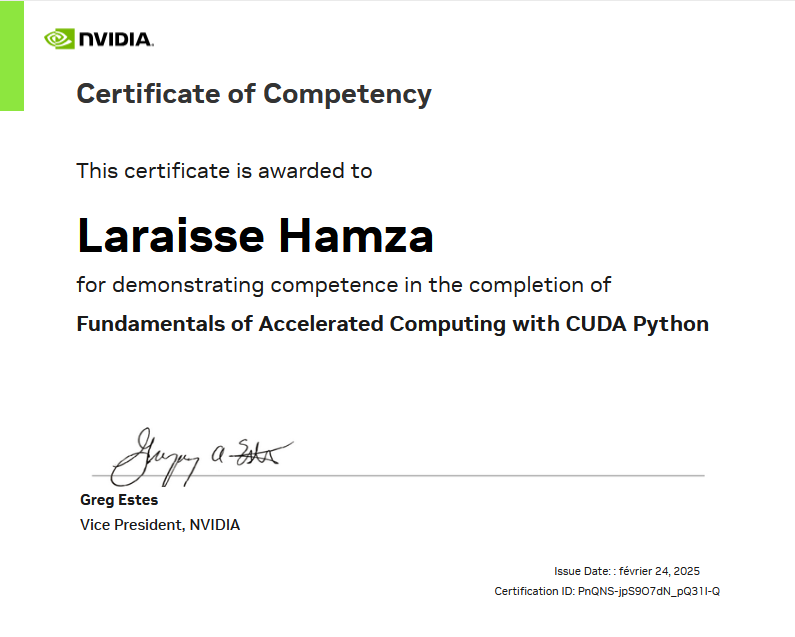 NVIDIA.
Certificate of Competency
This certificate is awarded to
Laraisse Hamza
for demonstrating competence in the completion of
Fundamentals of Accelerated Computing with CUDA Python
Greg Estes
Vice President, NVIDIA
Issue Date: : février 24, 2025
Certification ID: PnQNS-jpS9O7dN_pQ31I-Q